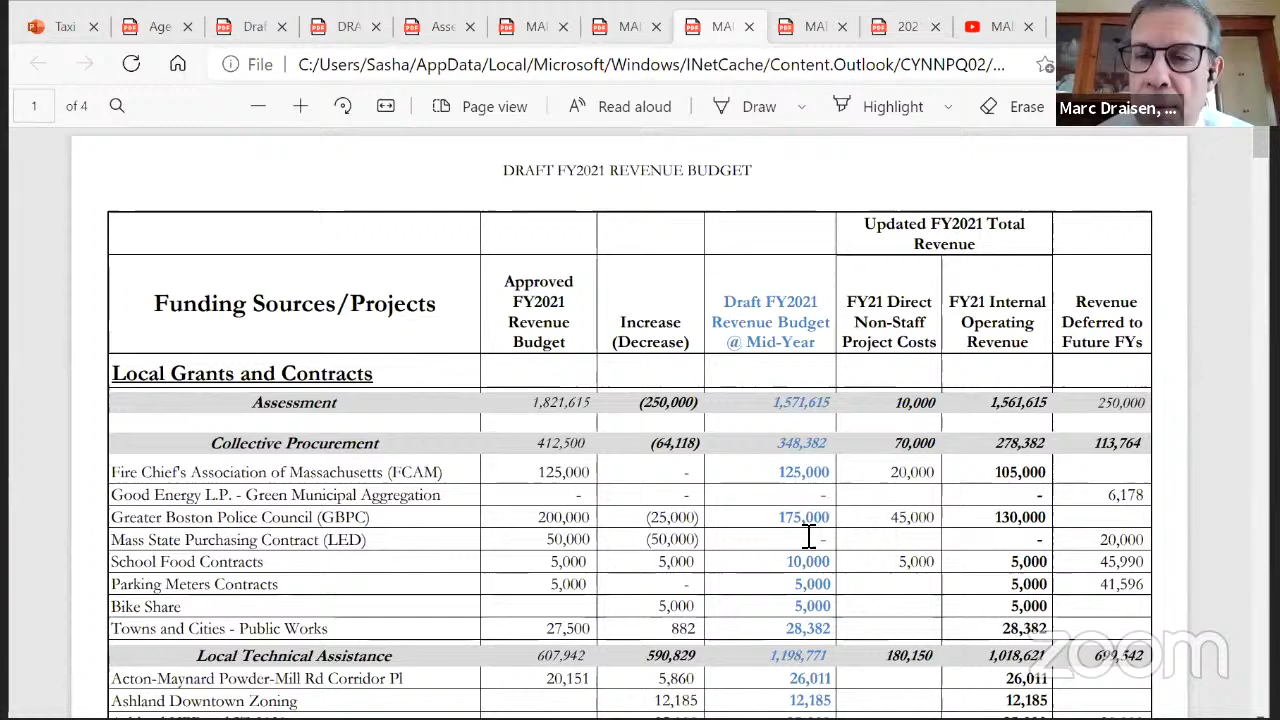 Taxi Age Draf DRA Asse MAI MAI MAI MAI 202 MAI
File C:/Users/Sasha/AppData/Local/Microsoft/Windows/INetCache/Content.Outlook/CYNNPQ02/...
1 of 4 Page view Read aloud Draw Highlight Erase
Marc Draisen, ...
DRAFT FY2021 REVENUE BUDGET
Updated FY2021 Total Revenue
Funding Sources/Projects Approved FY2021 Revenue Budget Increase (Decrease) Draft FY2021 Revenue Budget @ Mid-Year FY21 Direct Non-Staff Project Costs FY21 Internal Operating Revenue Revenue Deferred to Future FYs
Local Grants and Contracts
Assessment 1,821,615 (250,000) 1,571,615 10,000 1,561,615 250,000
Collective Procurement 412,500 (64,118) 348,382 70,000 278,382 113,764
Fire Chief's Association of Massachusetts (FCAM) 125,000 - 125,000 20,000 105,000
Good Energy L.P. - Green Municipal Aggregation - - - - 6,178
Greater Boston Police Council (GBPC) 200,000 (25,000) 175,000 45,000 130,000
Mass State Purchasing Contract (LED) 50,000 (50,000) - - 20,000
School Food Contracts 5,000 5,000 10,000 5,000 5,000 45,990
Parking Meters Contracts 5,000 - 5,000 5,000 41,596
Bike Share 5,000 5,000 5,000
Towns and Cities - Public Works 27,500 882 28,382 28,382
Local Technical Assistance 607,942 590,829 1,198,771 180,150 1,018,621
Acton-Maynard Powder-Mill Rd Corridor Pl 20,151 5,860 26,011 26,011
Ashland Downtown Zoning 12,185 12,185 12,185
zoom